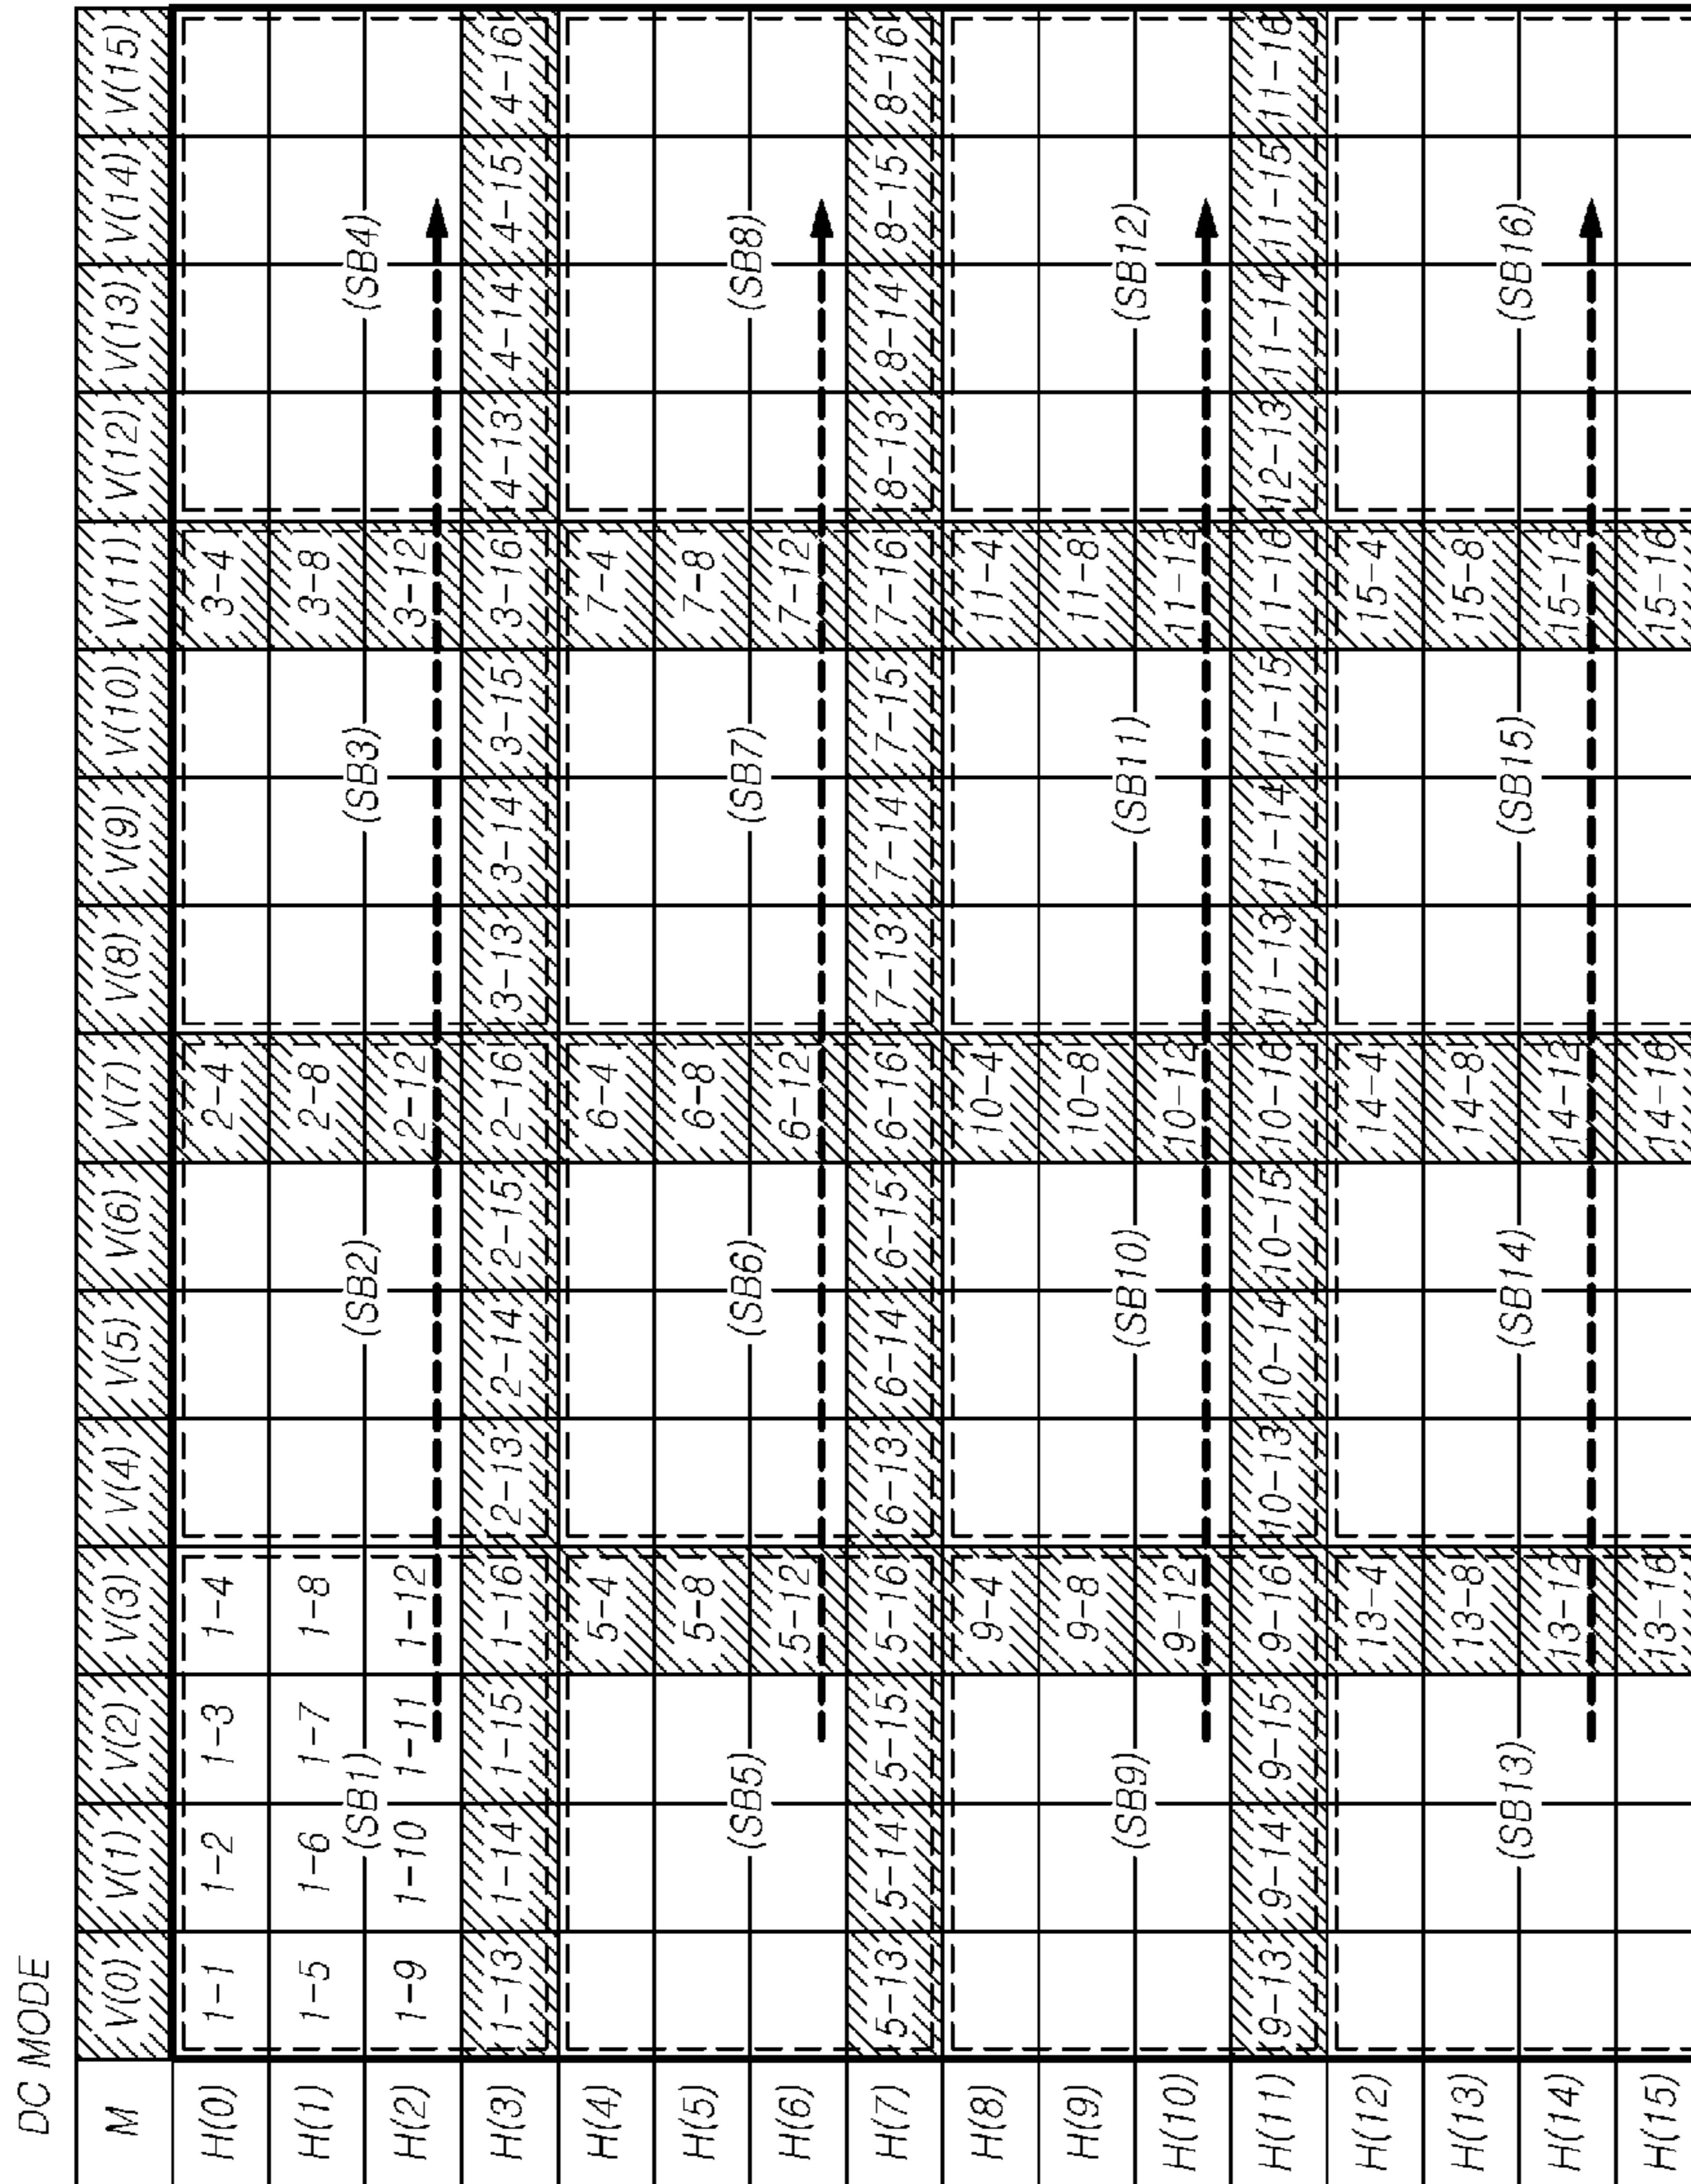 DC MODE
M V(0) V(1) V(2) V(3) V(4) V(5) V(6) V(7) V(8) V(9) V(10) V(11) V(12) V(13) V(14) V(15)
H(0) 1-1 1-2 1-3 1-4 2-4 3-4
H(1) 1-5 1-6 1-7 1-8 2-8 3-8
(SB1) (SB2) (SB3) (SB4)
H(2) 1-9 1-10 1-11 1-12 2-12 3-12
H(3) 1-13 1-14 1-15 1-16 2-13 2-14 2-15 2-16 3-13 3-14 3-15 3-16 4-13 4-14 4-15 4-16
H(4) 5-4 6-4 7-4
H(5) 5-8 6-8 7-8
(SB5) (SB6) (SB7) (SB8)
H(6) 5-12 6-12 7-12
H(7) 5-13 5-14 5-15 5-16 6-13 6-14 6-15 6-16 7-13 7-14 7-15 7-16 8-13 8-14 8-15 8-16
H(8) 9-4 10-4 11-4
H(9) 9-8 10-8 11-8
(SB9) (SB10) (SB11) (SB12)
H(10) 9-12 10-12 11-12
H(11) 9-13 9-14 9-15 9-16 10-13 10-14 10-15 10-16 11-13 11-14 11-15 11-16 12-13 11-14 11-15 11-16
H(12) 13-4 14-4 15-4
H(13) 13-8 14-8 15-8
(SB13) (SB14) (SB15) (SB16)
H(14) 13-12 14-12 15-12
H(15) 13-16 14-16 15-16